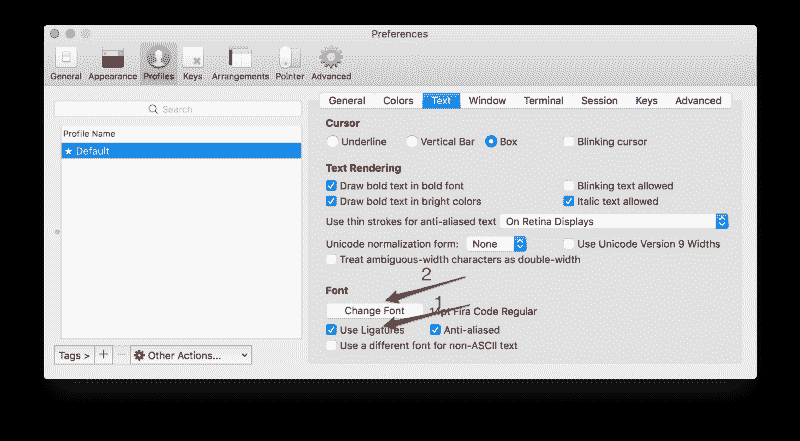 Preferences
General Appearance Profiles Keys Arrangements Pointer Advanced
Search
Profile Name
★ Default
Tags > + − Other Actions...
General Colors Text Window Terminal Session Keys Advanced
Cursor
Underline Vertical Bar Box Blinking cursor
Text Rendering
Draw bold text in bold font Blinking text allowed
Draw bold text in bright colors Italic text allowed
Use thin strokes for anti-aliased text On Retina Displays
Unicode normalization form: None Use Unicode Version 9 Widths
Treat ambiguous-width characters as double-width
2
Font
1
Change Font Fira Code Regular
Use Ligatures Anti-aliased
Use a different font for non-ASCII text